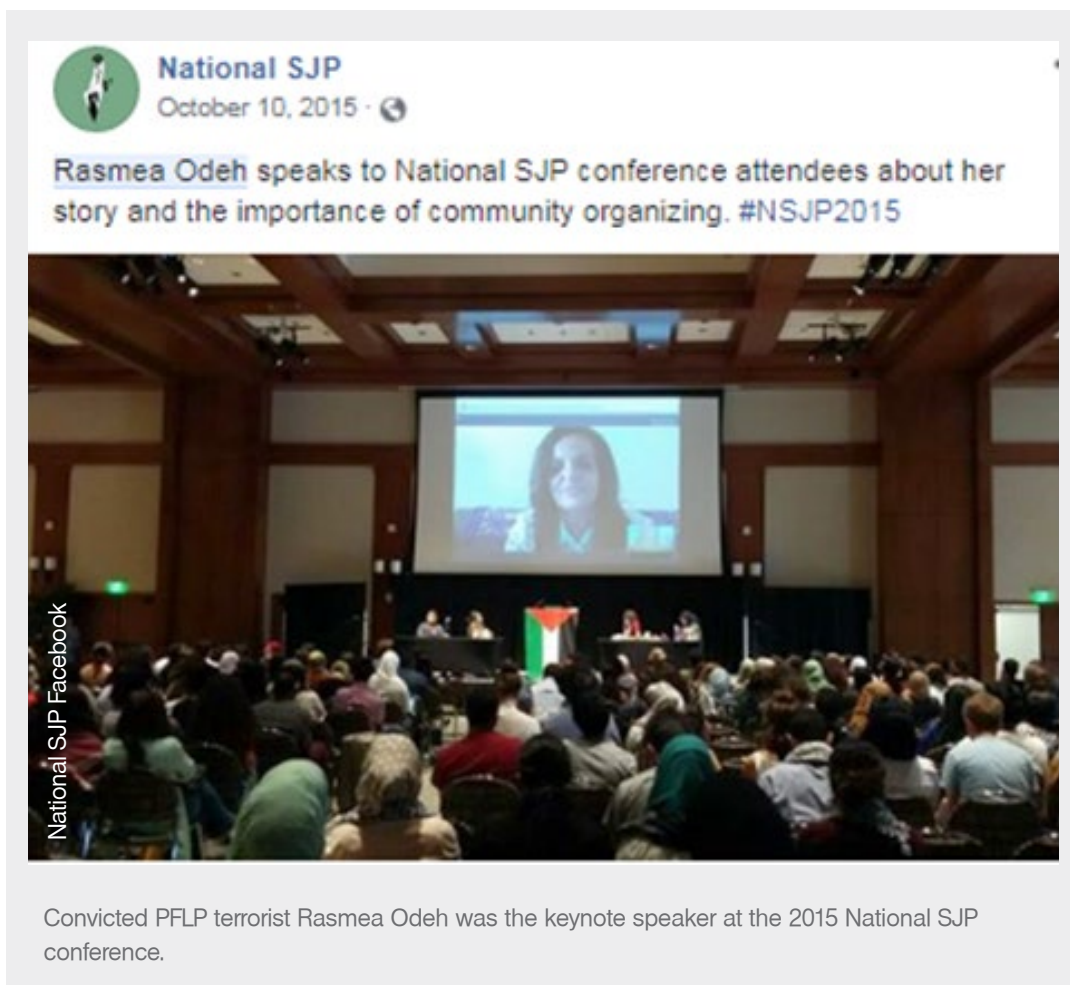 National SJP
October 10, 2015 ·
Rasmea Odeh speaks to National SJP conference attendees about her
story and the importance of community organizing. #NSJP2015
National SJP Facebook
Convicted PFLP terrorist Rasmea Odeh was the keynote speaker at the 2015 National SJP
conference.